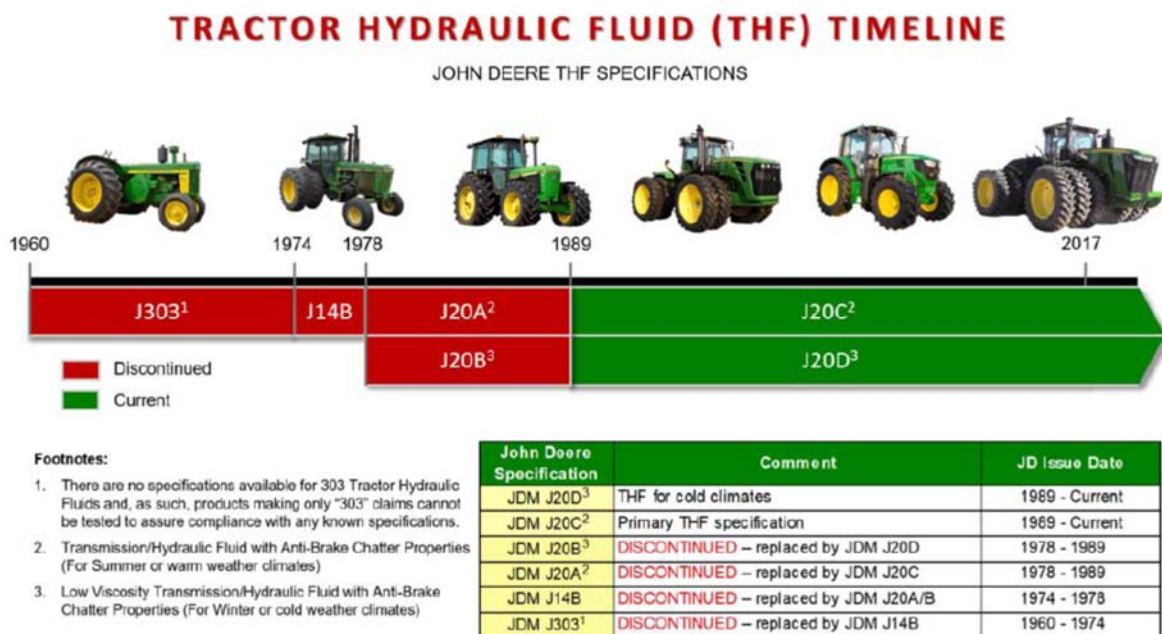 TRACTOR HYDRAULIC FLUID (THF) TIMELINE
JOHN DEERE THF SPECIFICATIONS
1960 1974 1978 1989 2017
J303¹ J14B J20A² J20C²
J20B³ J20D³
Discontinued
Current
Footnotes:
1. There are no specifications available for 303 Tractor Hydraulic
Fluids and, as such, products making only "303" claims cannot
be tested to assure compliance with any known specifications.
2. Transmission/Hydraulic Fluid with Anti-Brake Chatter Properties
(For Summer or warm weather climates)
3. Low Viscosity Transmission/Hydraulic Fluid with Anti-Brake
Chatter Properties (For Winter or cold weather climates)
John Deere
Specification Comment JD Issue Date
JDM J20D³ THF for cold climates 1989 - Current
JDM J20C² Primary THF specification 1989 - Current
JDM J20B³ DISCONTINUED – replaced by JDM J20D 1978 - 1989
JDM J20A² DISCONTINUED – replaced by JDM J20C 1978 - 1989
JDM J14B DISCONTINUED – replaced by JDM J20A/B 1974 - 1978
JDM J303¹ DISCONTINUED – replaced by JDM J14B 1960 - 1974